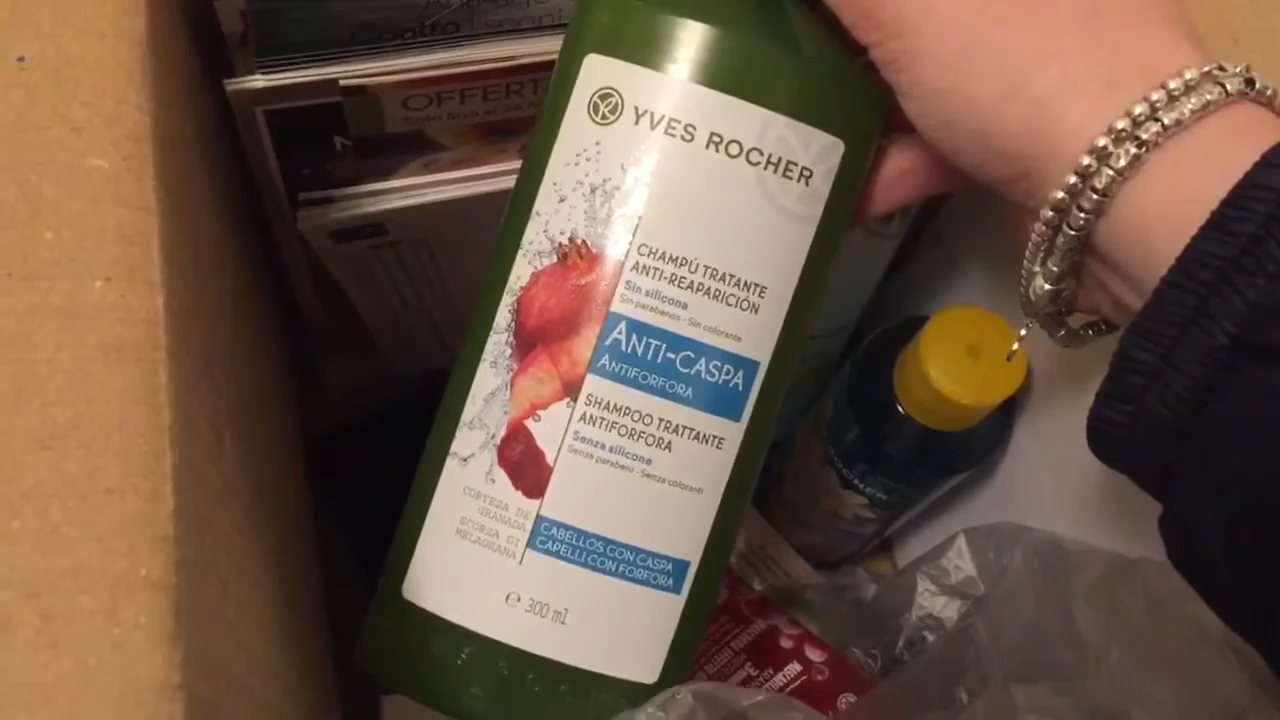 OFFERT
YVES ROCHER
CHAMPÚ TRATANTE
ANTI-REAPARICIÓN
Sin silicona
Sin parabenos - Sin colorante
ANTI-CASPA
ANTIFORFORA
SHAMPOO TRATTANTE
ANTIFORFORA
Senza silicone
Senza parabeni - Senza coloranti
CORTEZA DE
GRANADA
SCORZA DI
MELAGRANA
CABELLOS CON CASPA
CAPELLI CON FORFORA
e 300 ml
ROCHER